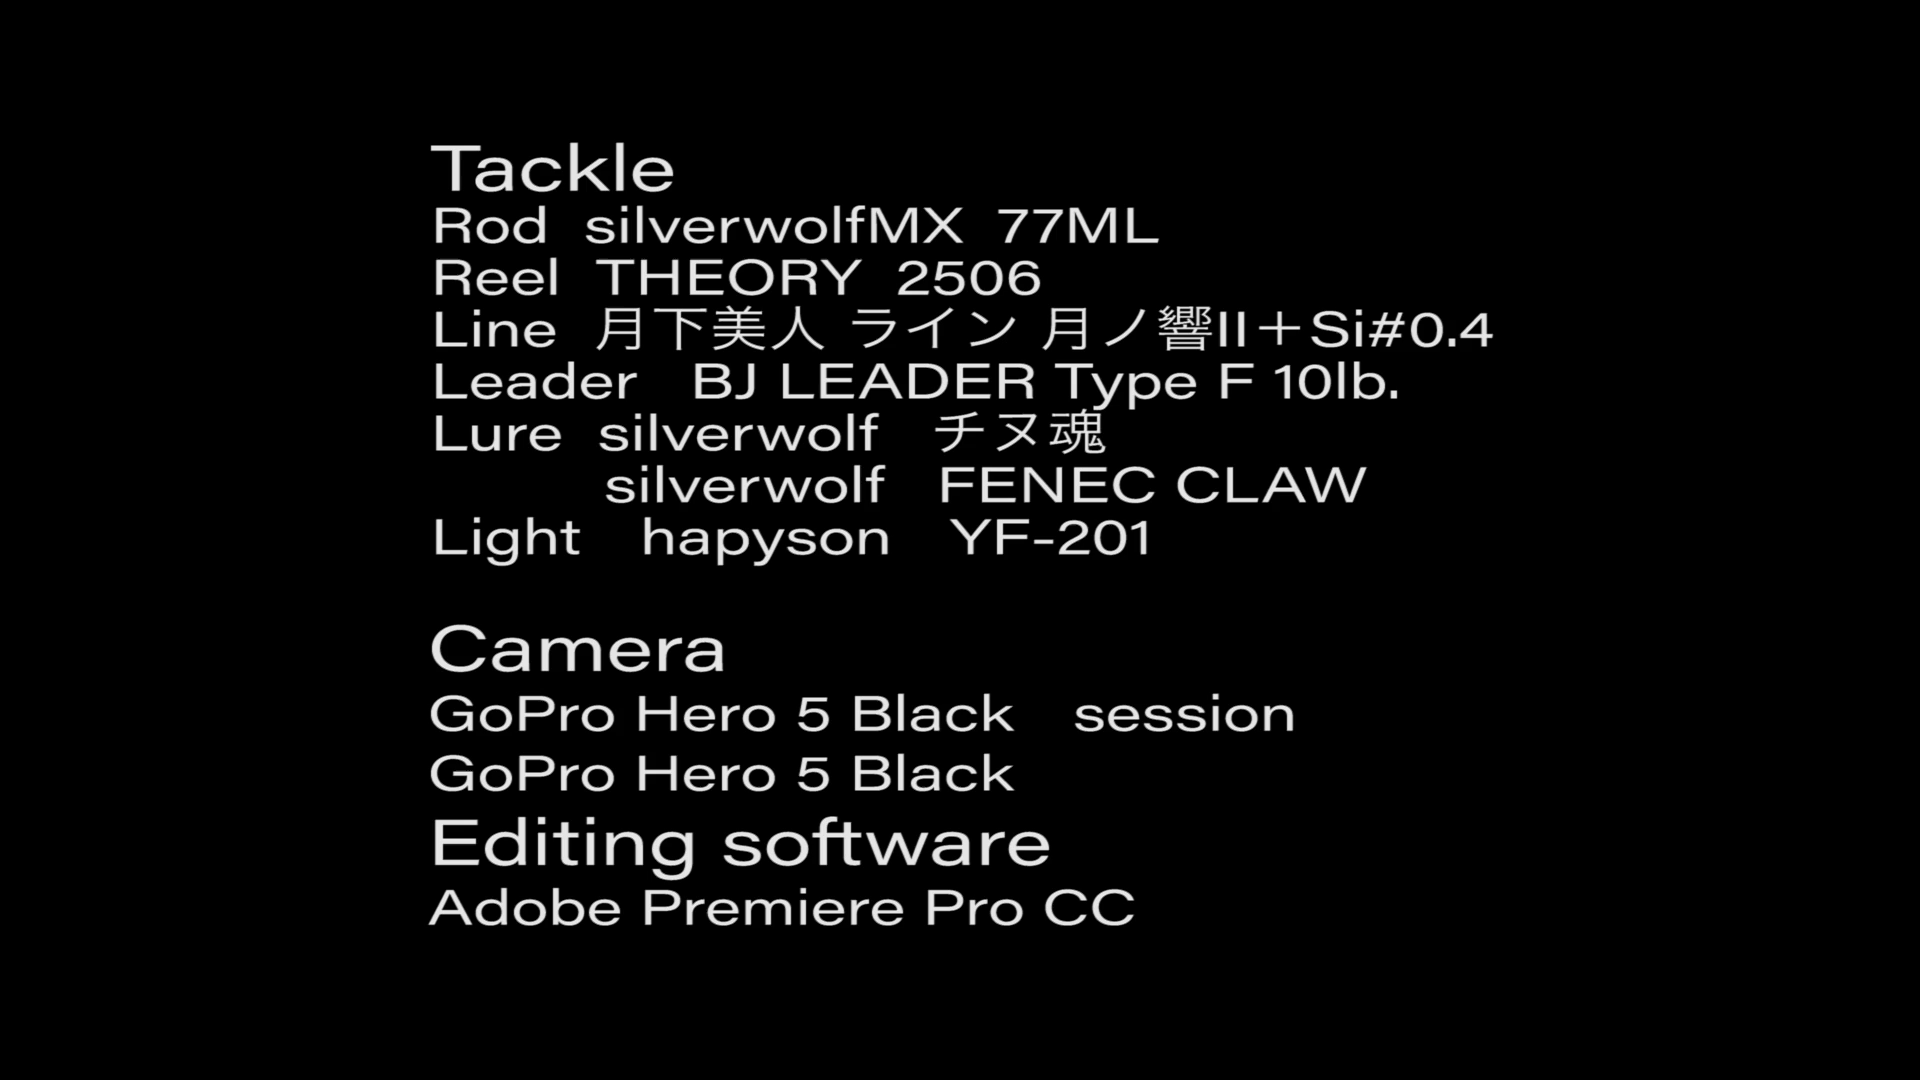 Tackle
Rod silverwolfMX 77ML
Reel THEORY 2506
Line 月下美人 ライン 月ノ響II＋Si#0.4
Leader BJ LEADER Type F 10lb.
Lure silverwolf チヌ魂
silverwolf FENEC CLAW
Light hapyson YF-201
Camera
GoPro Hero 5 Black session
GoPro Hero 5 Black
Editing software
Adobe Premiere Pro CC